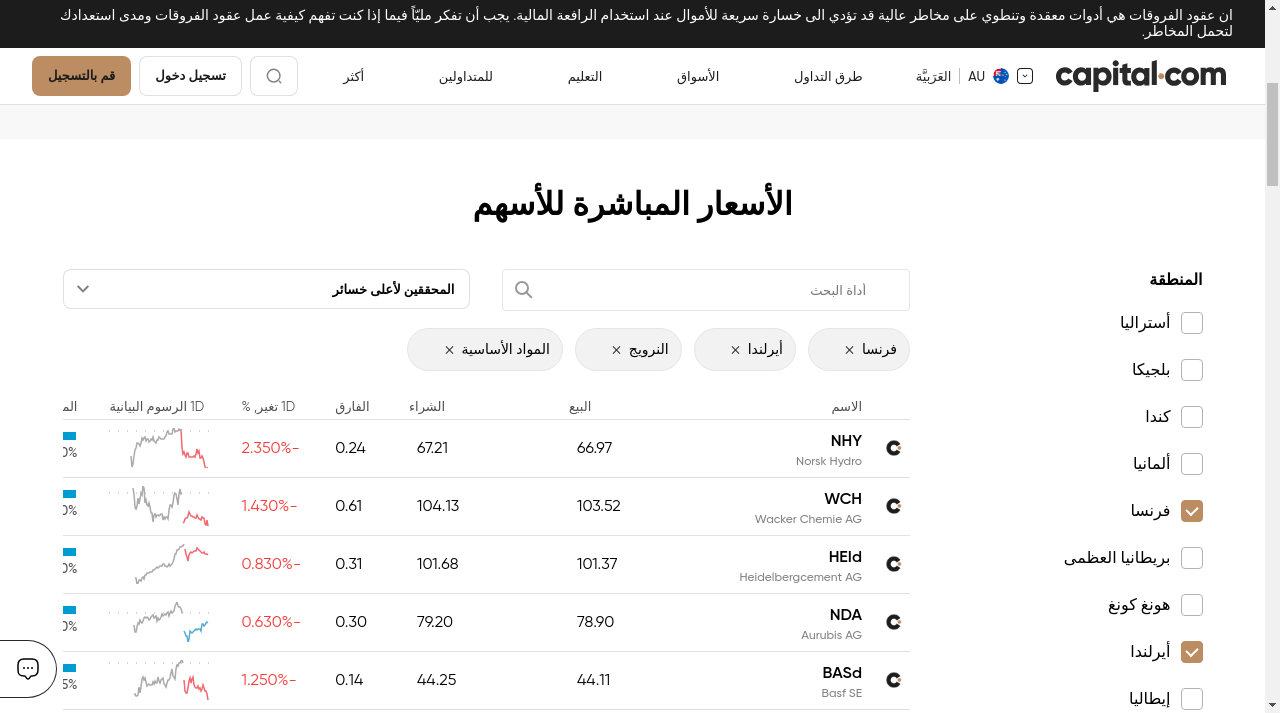 ان عقود الفروقات هي أدوات معقدة وتنطوي على مخاطر عالية قد تؤدي الى خسارة سريعة للأموال عند استخدام الرافعة المالية. يجب أن تفكر مليّاً فيما إذا كنت تفهم كيفية عمل عقود الفروقات ومدى استعدادك
لتحمل المخاطر.
capital.com
AU العَرَبيَّة
طرق التداول
الأسواق
التعليم
للمتداولين
أكثر
تسجيل دخول
قم بالتسجيل
الأسعار المباشرة للأسهم
المنطقة
أستراليا
بلجيكا
كندا
ألمانيا
فرنسا
بريطانيا العظمى
هونغ كونغ
أيرلندا
إيطاليا
أداة البحث
المحققين لأعلى خسائر
فرنسا
أيرلندا
النرويج
المواد الأساسية
الاسم البيع الشراء الفارق 1D تغير, % 1D الرسوم البيانية
NHY 66.97 67.21 0.24 -2.350%
Norsk Hydro
WCH 103.52 104.13 0.61 -1.430%
Wacker Chemie AG
HEId 101.37 101.68 0.31 -0.830%
Heidelbergcement AG
NDA 78.90 79.20 0.30 -0.630%
Aurubis AG
BASd 44.11 44.25 0.14 -1.250%
Basf SE